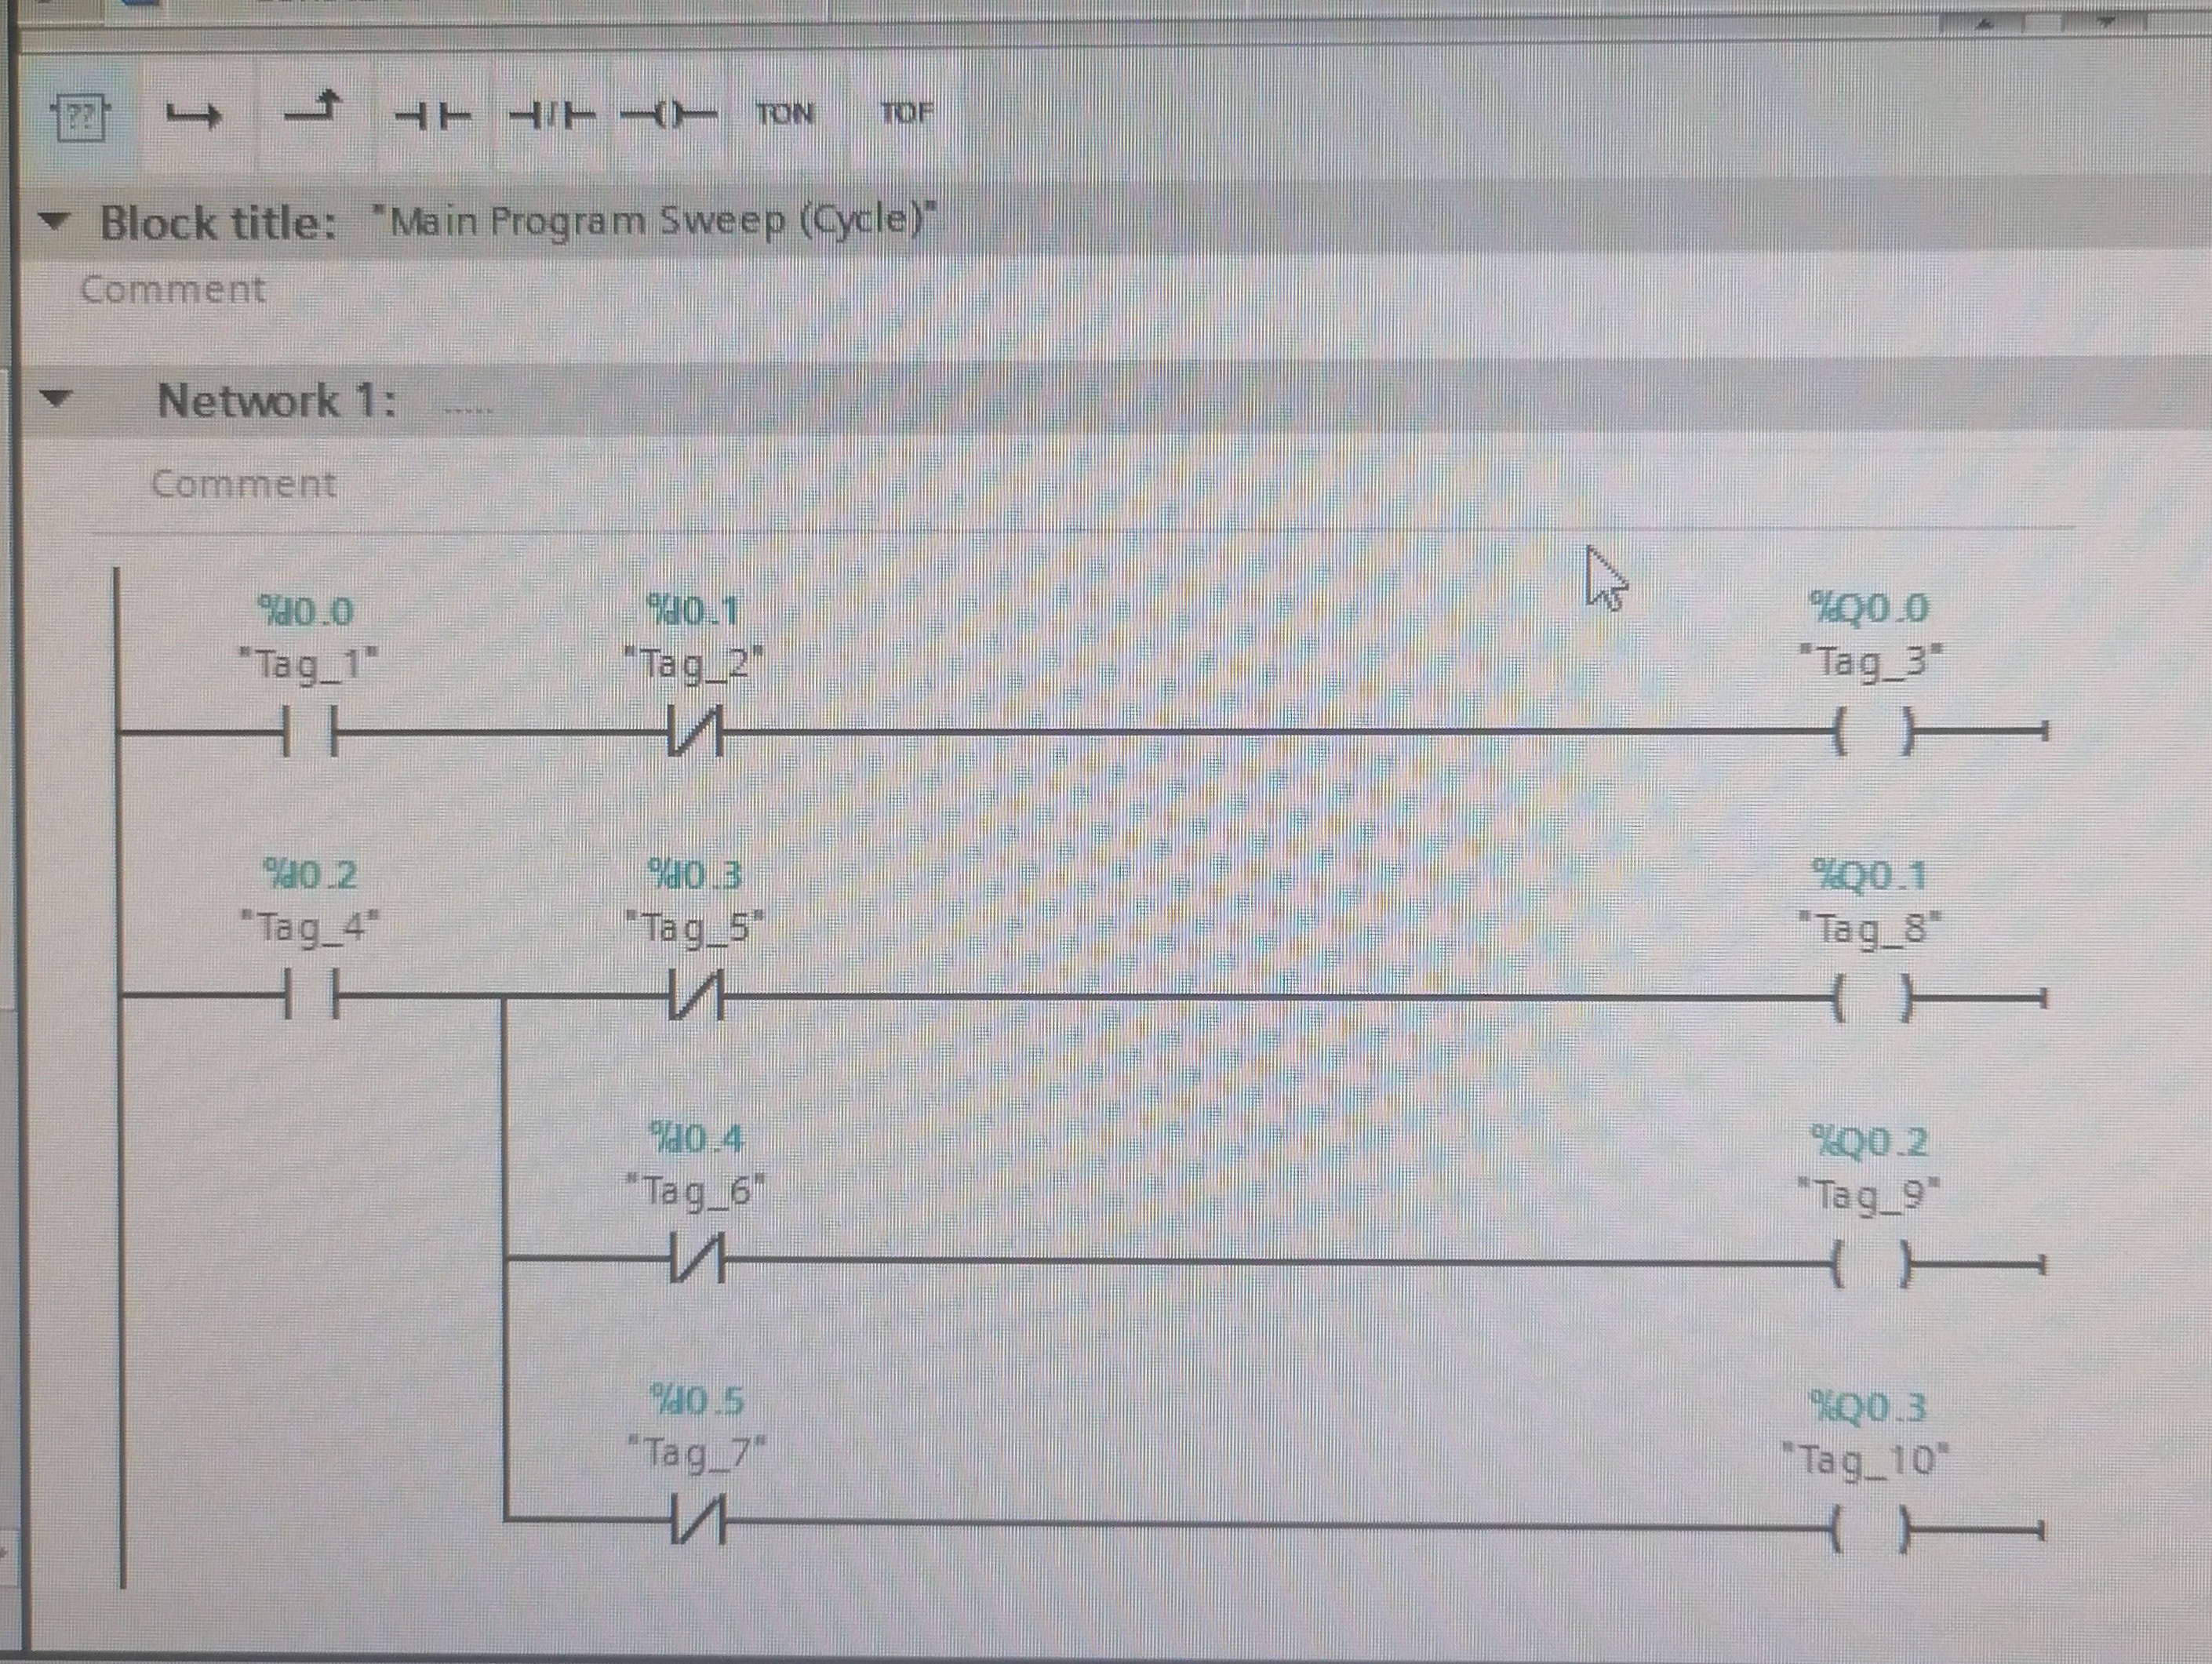 TON TOF
Block title: "Main Program Sweep (Cycle)"
Comment
Network 1: .....
Comment
%I0.0 %I0.1 %Q0.0
"Tag_1" "Tag_2" "Tag_3"
%I0.2 %I0.3 %Q0.1
"Tag_4" "Tag_5" "Tag_8"
%I0.4 %Q0.2
"Tag_6" "Tag_9"
%I0.5 %Q0.3
"Tag_7" "Tag_10"